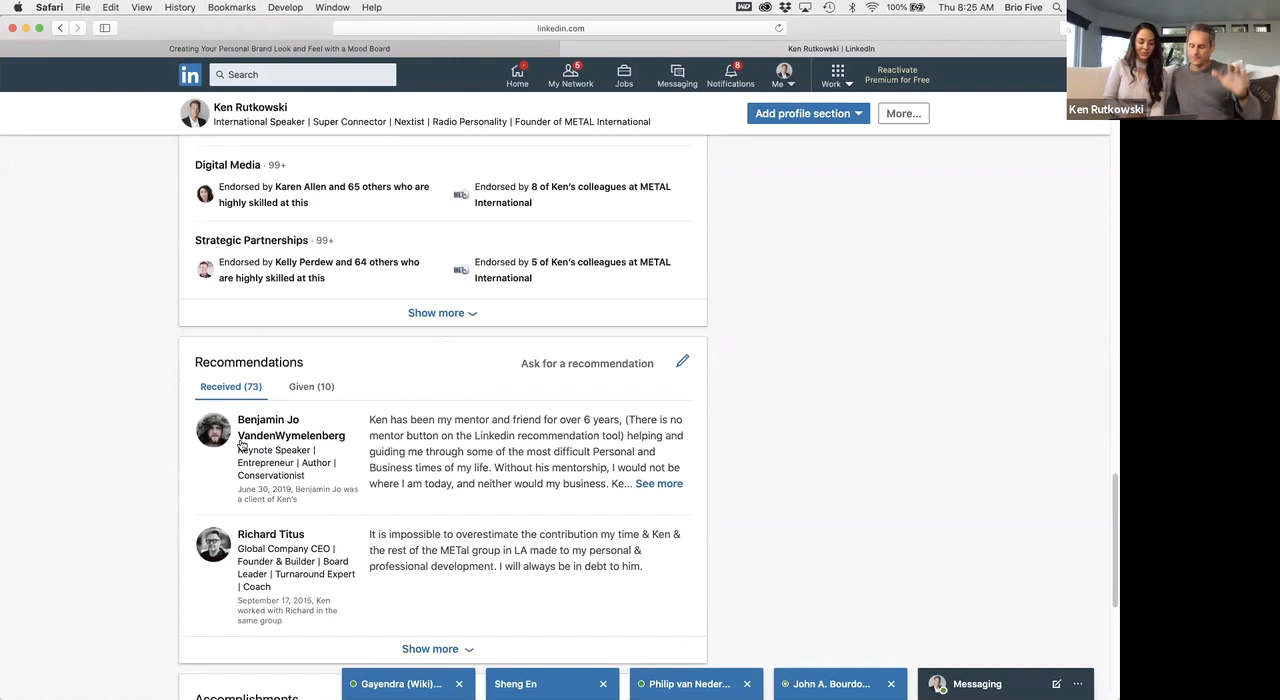 Safari File Edit View History Bookmarks Develop Window Help 100% Thu 8:25 AM Brio Five
linkedin.com
Creating Your Personal Brand Look and Feel with a Mood Board
Ken Rutkowski | LinkedIn
in Search
Home
5 My Network
Jobs
Messaging
8 Notifications
Me
Work
Reactivate
Premium for Free
Ken Rutkowski
Ken Rutkowski
International Speaker | Super Connector | Nextist | Radio Personality | Founder of METAL International
Add profile section
More...
Digital Media · 99+
Endorsed by Karen Allen and 65 others who are
highly skilled at this
Endorsed by 8 of Ken's colleagues at METAL
International
Strategic Partnerships · 99+
Endorsed by Kelly Perdew and 64 others who
are highly skilled at this
Endorsed by 5 of Ken's colleagues at METAL
International
Show more
Recommendations
Ask for a recommendation
Received (73)
Given (10)
Benjamin Jo
VandenWymelenberg
Keynote Speaker |
Entrepreneur | Author |
Conservationist
June 30, 2019, Benjamin Jo was
a client of Ken's
Ken has been my mentor and friend for over 6 years, (There is no
mentor button on the Linkedin recommendation tool) helping and
guiding me through some of the most difficult Personal and
Business times of my life. Without his mentorship, I would not be
where I am today, and neither would my business. Ke... See more
Richard Titus
Global Company CEO |
Founder & Builder | Board
Leader | Turnaround Expert
| Coach
September 17, 2015, Ken
worked with Richard in the
same group
It is impossible to overestimate the contribution my time & Ken &
the rest of the METal group in LA made to my personal &
professional development. I will always be in debt to him.
Show more
Accomplishments
Gayendra (Wiki)...
Sheng En
Philip van Neder...
John A. Bourdo...
Messaging